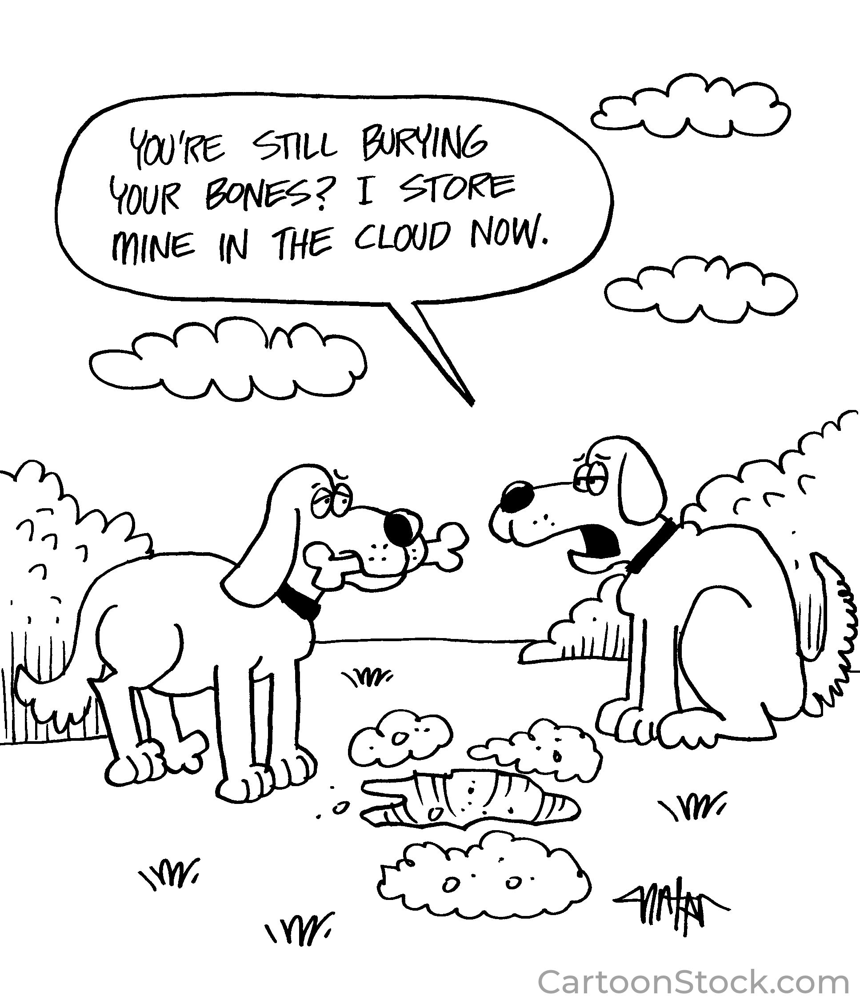 YOU'RE STILL BURYING
YOUR BONES? I STORE
MINE IN THE CLOUD NOW.
CartoonStock.com